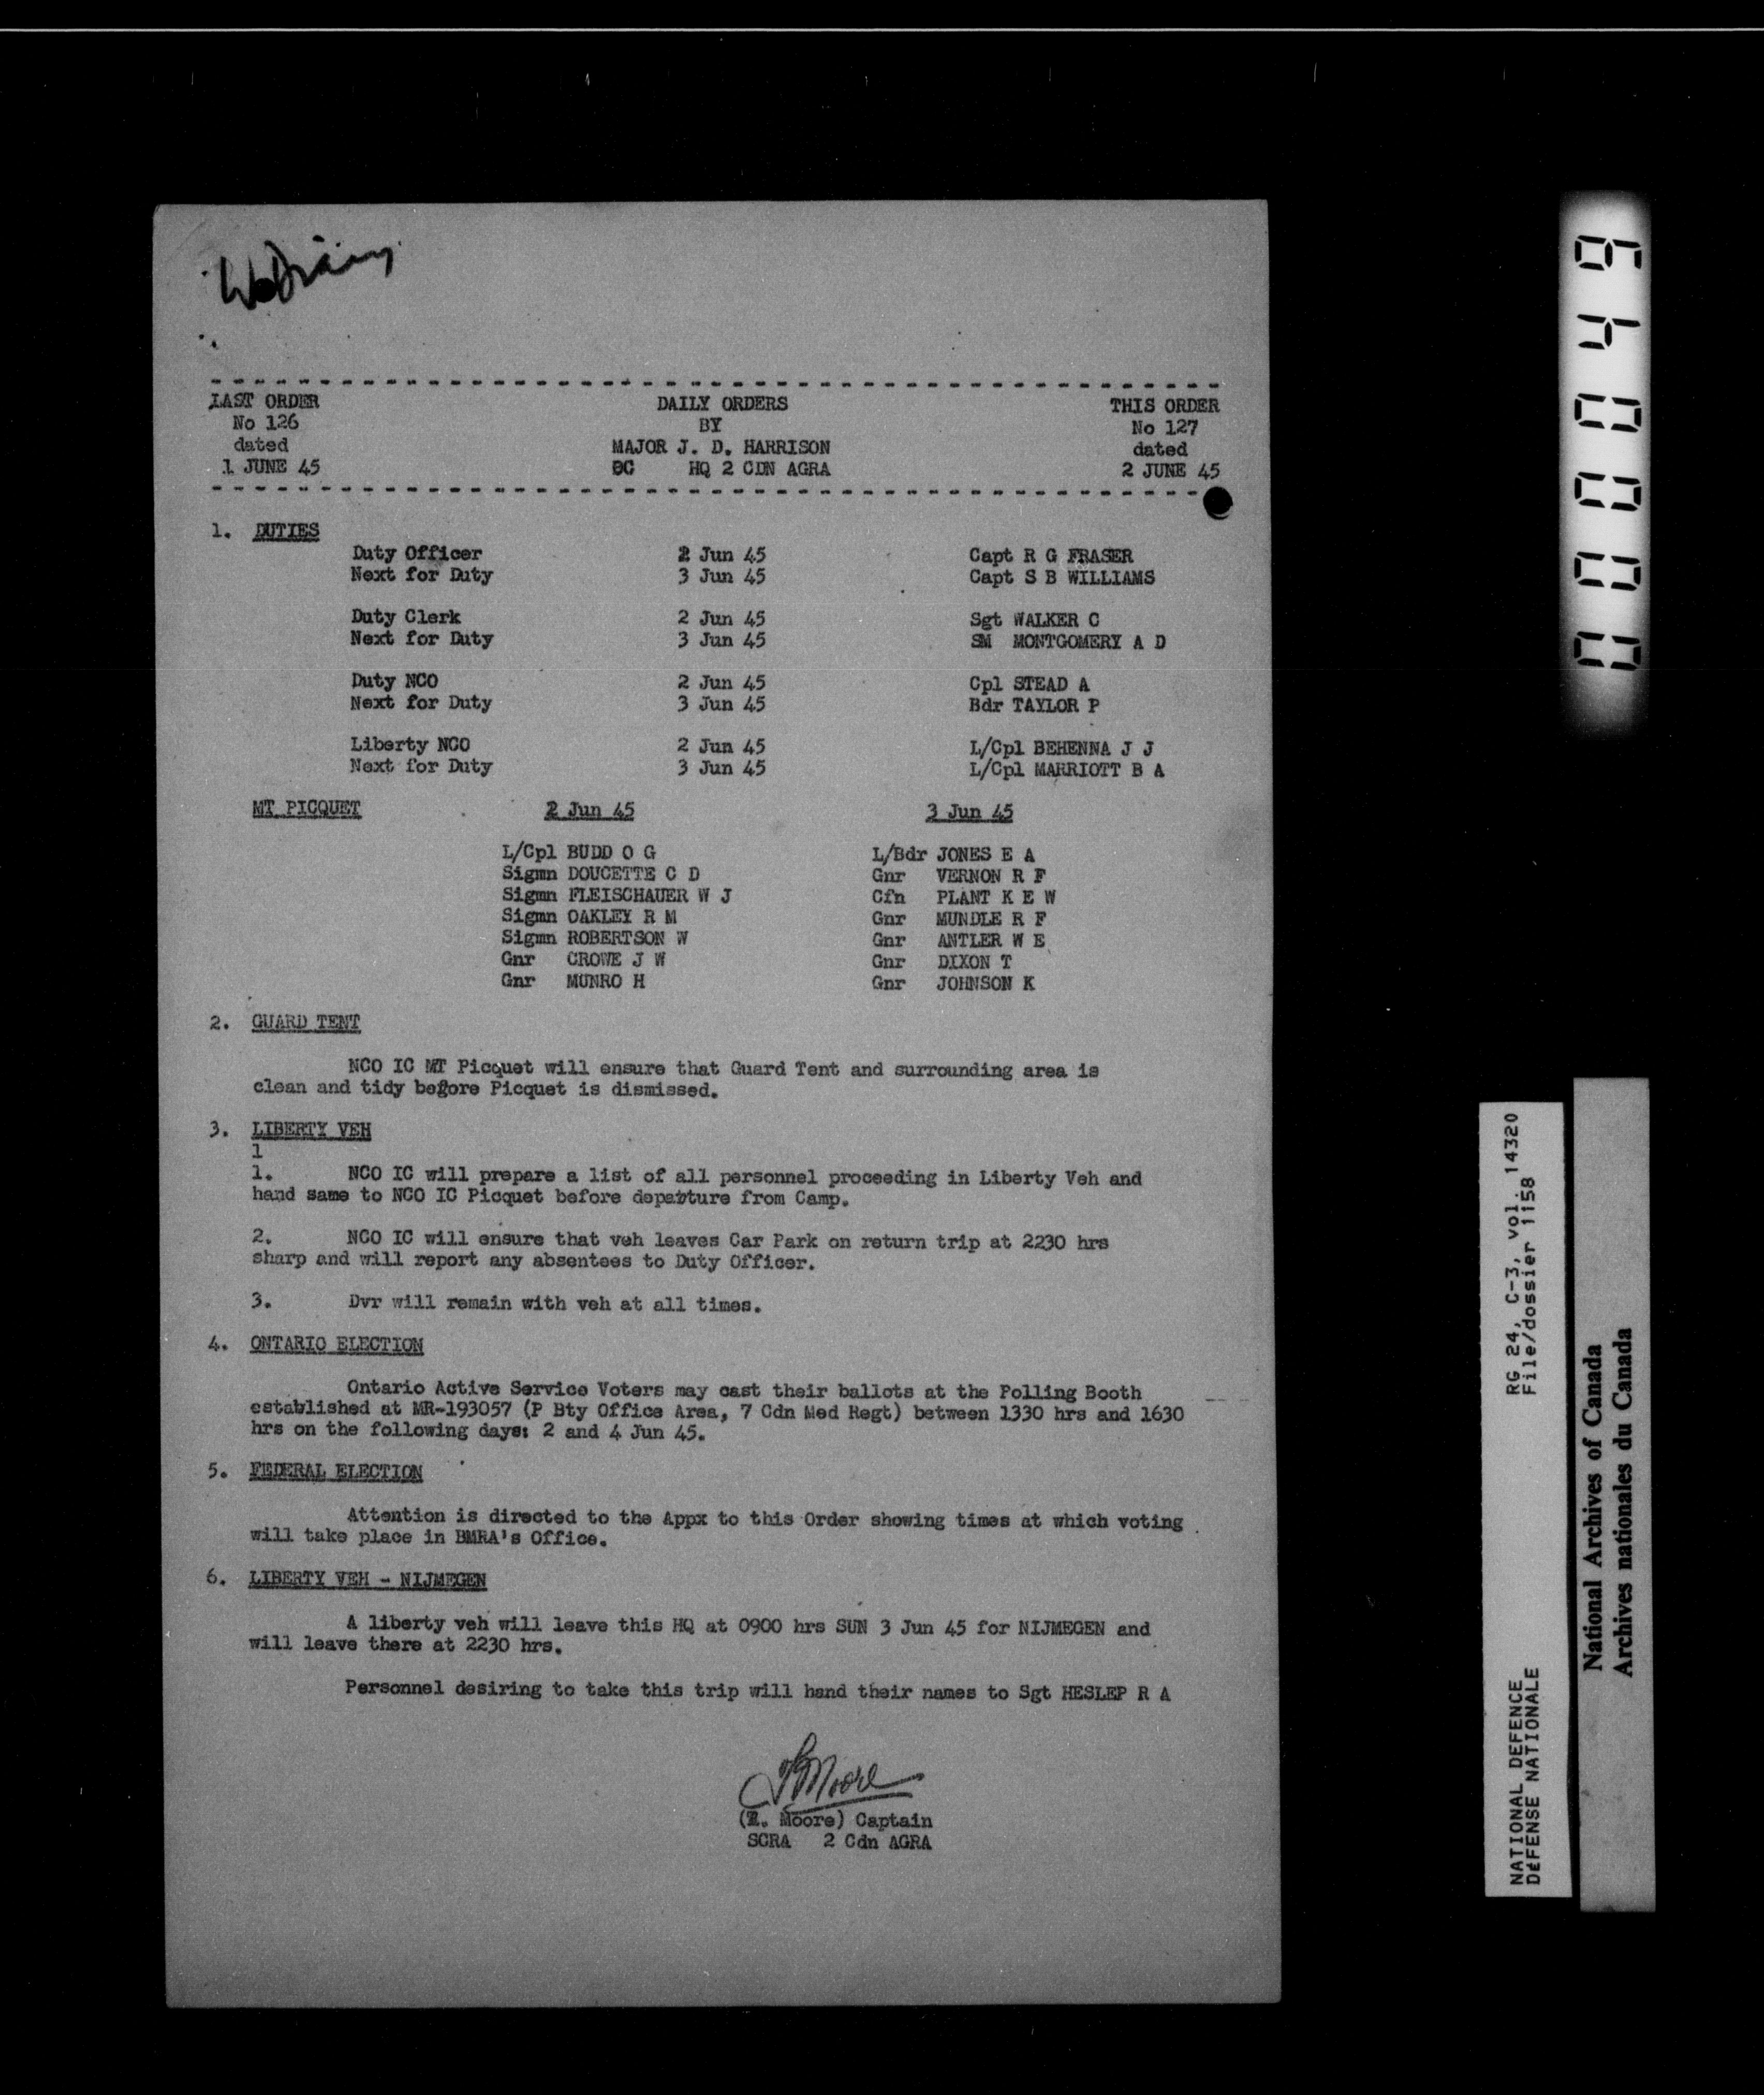 W Diary
LAST ORDER DAILY ORDERS THIS ORDER
No 126 BY No 127
dated MAJOR J. D. HARRISON dated
1 JUNE 45 OC HQ 2 CDN AGRA 2 JUNE 45
1. DUTIES
Duty Officer 2 Jun 45 Capt R G FRASER
Next for Duty 3 Jun 45 Capt S B WILLIAMS
Duty Clerk 2 Jun 45 Sgt WALKER C
Next for Duty 3 Jun 45 SM MONTGOMERY A D
Duty NCO 2 Jun 45 Cpl STEAD A
Next for Duty 3 Jun 45 Bdr TAYLOR P
Liberty NCO 2 Jun 45 L/Cpl BEHENNA J J
Next for Duty 3 Jun 45 L/Cpl MARRIOTT B A
MT PICQUET 2 Jun 45 3 Jun 45
L/Cpl BUDD O G L/Bdr JONES E A
Sigmn DOUCETTE C D Gnr VERNON R F
Sigmn FLEISCHAUER W J Cfn PLANT K E W
Sigmn OAKLEY R M Gnr MUNDLE R F
Sigmn ROBERTSON W Gnr ANTLER W E
Gnr CROWE J W Gnr DIXON T
Gnr MUNRO H Gnr JOHNSON K
2. GUARD TENT
NCO IC MT Picquet will ensure that Guard Tent and surrounding area is
clean and tidy before Picquet is dismissed.
3. LIBERTY VEH
1
1. NCO IC will prepare a list of all personnel proceeding in Liberty Veh and
hand same to NCO IC Picquet before departure from Camp.
2. NCO IC will ensure that veh leaves Car Park on return trip at 2230 hrs
sharp and will report any absentees to Duty Officer.
3. Dvr will remain with veh at all times.
4. ONTARIO ELECTION
Ontario Active Service Voters may cast their ballots at the Polling Booth
established at MR-193057 (P Bty Office Area, 7 Cdn Med Regt) between 1330 hrs and 1630
hrs on the following days: 2 and 4 Jun 45.
5. FEDERAL ELECTION
Attention is directed to the Appx to this Order showing times at which voting
will take place in BMRA's Office.
6. LIBERTY VEH - NIJMEGEN
A liberty veh will leave this HQ at 0900 hrs SUN 3 Jun 45 for NIJMEGEN and
will leave there at 2230 hrs.
Personnel desiring to take this trip will hand their names to Sgt HESLEP R A
Moore
Moore) Captain
SCRA 2 Cdn AGRA
000049
RG 24, C-3, vol. 14320
File/dossier 1158
NATIONAL DEFENCE
DÉFENSE NATIONALE
National Archives of Canada
Archives nationales du Canada